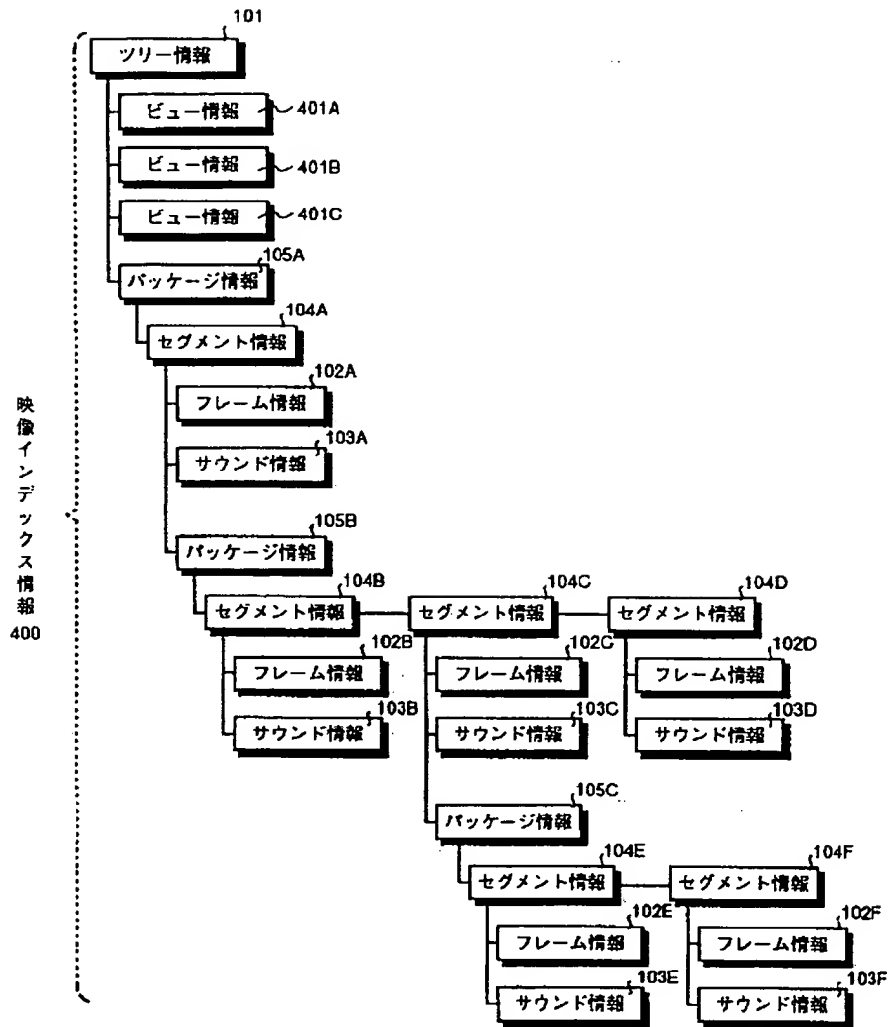 101
ツリー情報
ビュー情報 401A
ビュー情報 401B
ビュー情報 401C
105A
パッケージ情報
104A
セグメント情報
102A
フレーム情報
103A
サウンド情報
映像インデックス情報
400
105B
パッケージ情報
104B 104C 104D
セグメント情報 セグメント情報 セグメント情報
102B 102C 102D
フレーム情報 フレーム情報 フレーム情報
103B 103C 103D
サウンド情報 サウンド情報 サウンド情報
105C
パッケージ情報
104E 104F
セグメント情報 セグメント情報
102E 102F
フレーム情報 フレーム情報
103E 103F
サウンド情報 サウンド情報